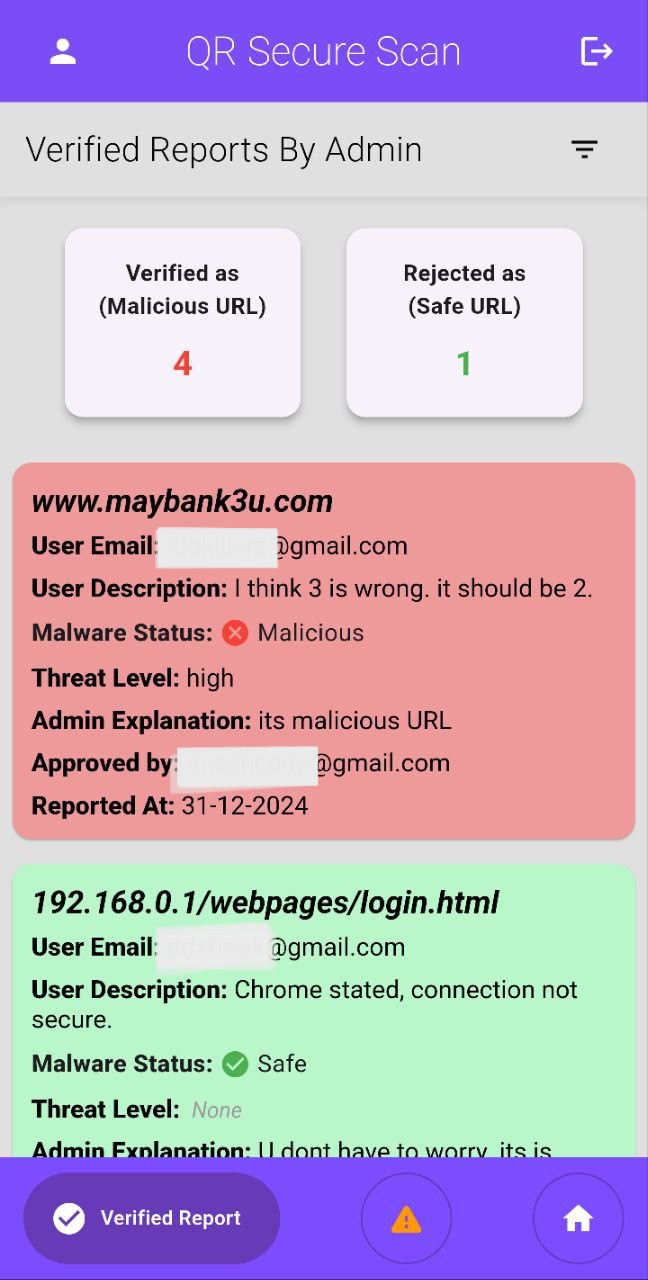 QR Secure Scan
Verified Reports By Admin
Verified as
(Malicious URL)
4
Rejected as
(Safe URL)
1
www.maybank3u.com
User Email: @gmail.com
User Description: I think 3 is wrong. it should be 2.
Malware Status: Malicious
Threat Level: high
Admin Explanation: its malicious URL
Approved by: @gmail.com
Reported At: 31-12-2024
192.168.0.1/webpages/login.html
User Email: @gmail.com
User Description: Chrome stated, connection not
secure.
Malware Status: Safe
Threat Level: None
Admin Explanation: U dont have to worry, its is
Verified Report